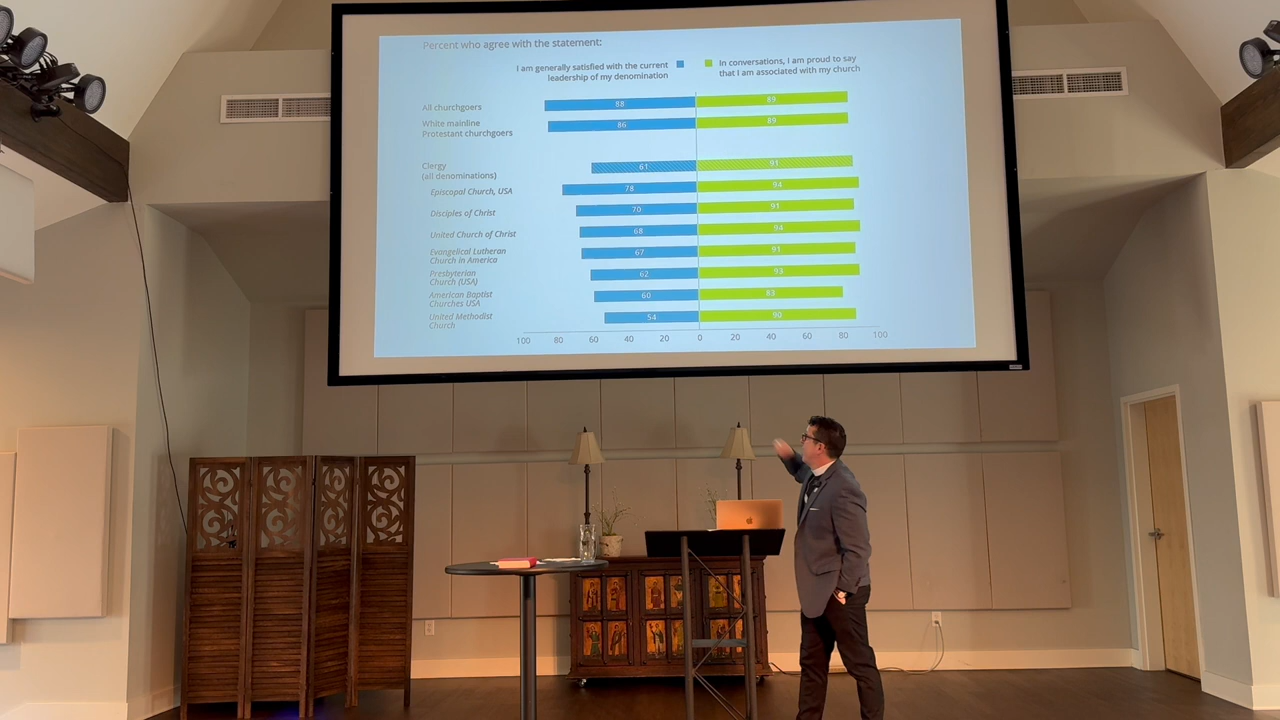 Percent who agree with the statement:
I am generally satisfied with the current
leadership of my denomination
In conversations, I am proud to say
that I am associated with my church
All churchgoers
88
89
White mainline
Protestant churchgoers
86
89
Clergy
(all denominations)
61
91
Episcopal Church, USA
78
94
Disciples of Christ
70
91
United Church of Christ
68
94
Evangelical Lutheran
Church in America
67
91
Presbyterian
Church (USA)
62
93
American Baptist
Churches USA
60
83
United Methodist
Church
54
90
100 80 60 40 20 0 20 40 60 80 100